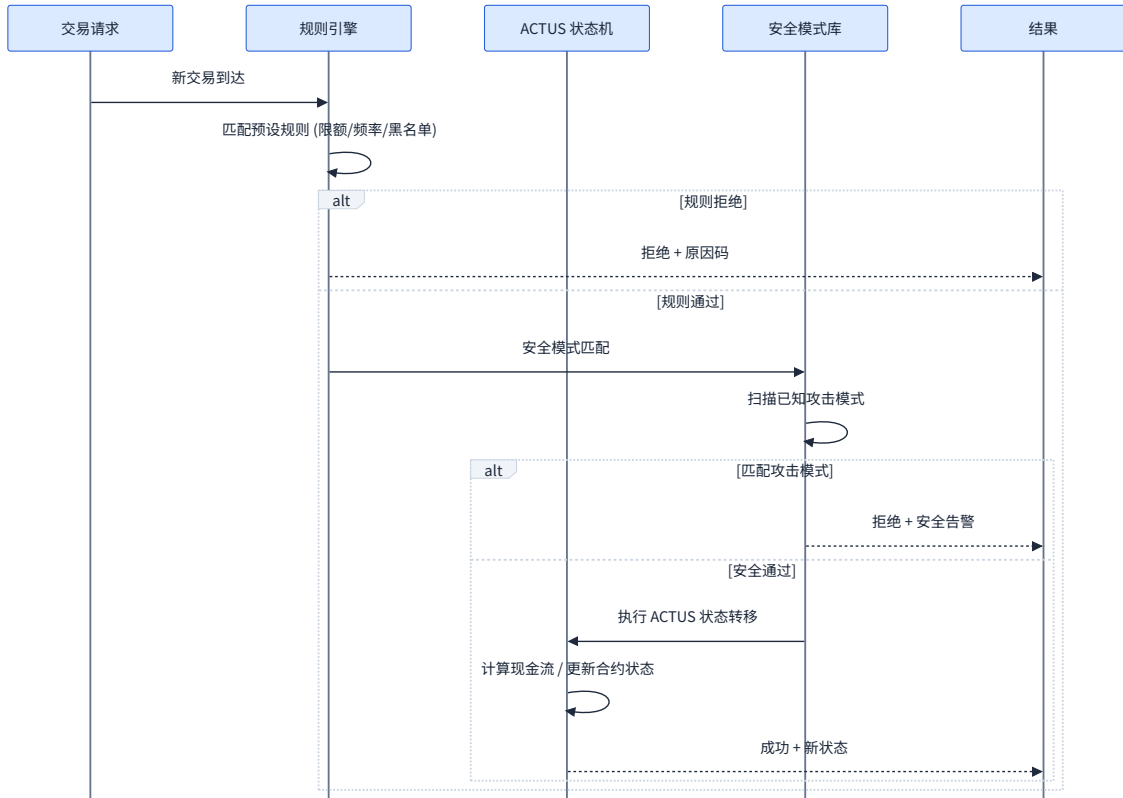 交易请求
规则引擎
ACTUS 状态机
安全模式库
结果
新交易到达
匹配预设规则 (限额/频率/黑名单)
alt
[规则拒绝]
拒绝 + 原因码
[规则通过]
安全模式匹配
扫描已知攻击模式
alt
[匹配攻击模式]
拒绝 + 安全告警
[安全通过]
执行 ACTUS 状态转移
计算现金流 / 更新合约状态
成功 + 新状态